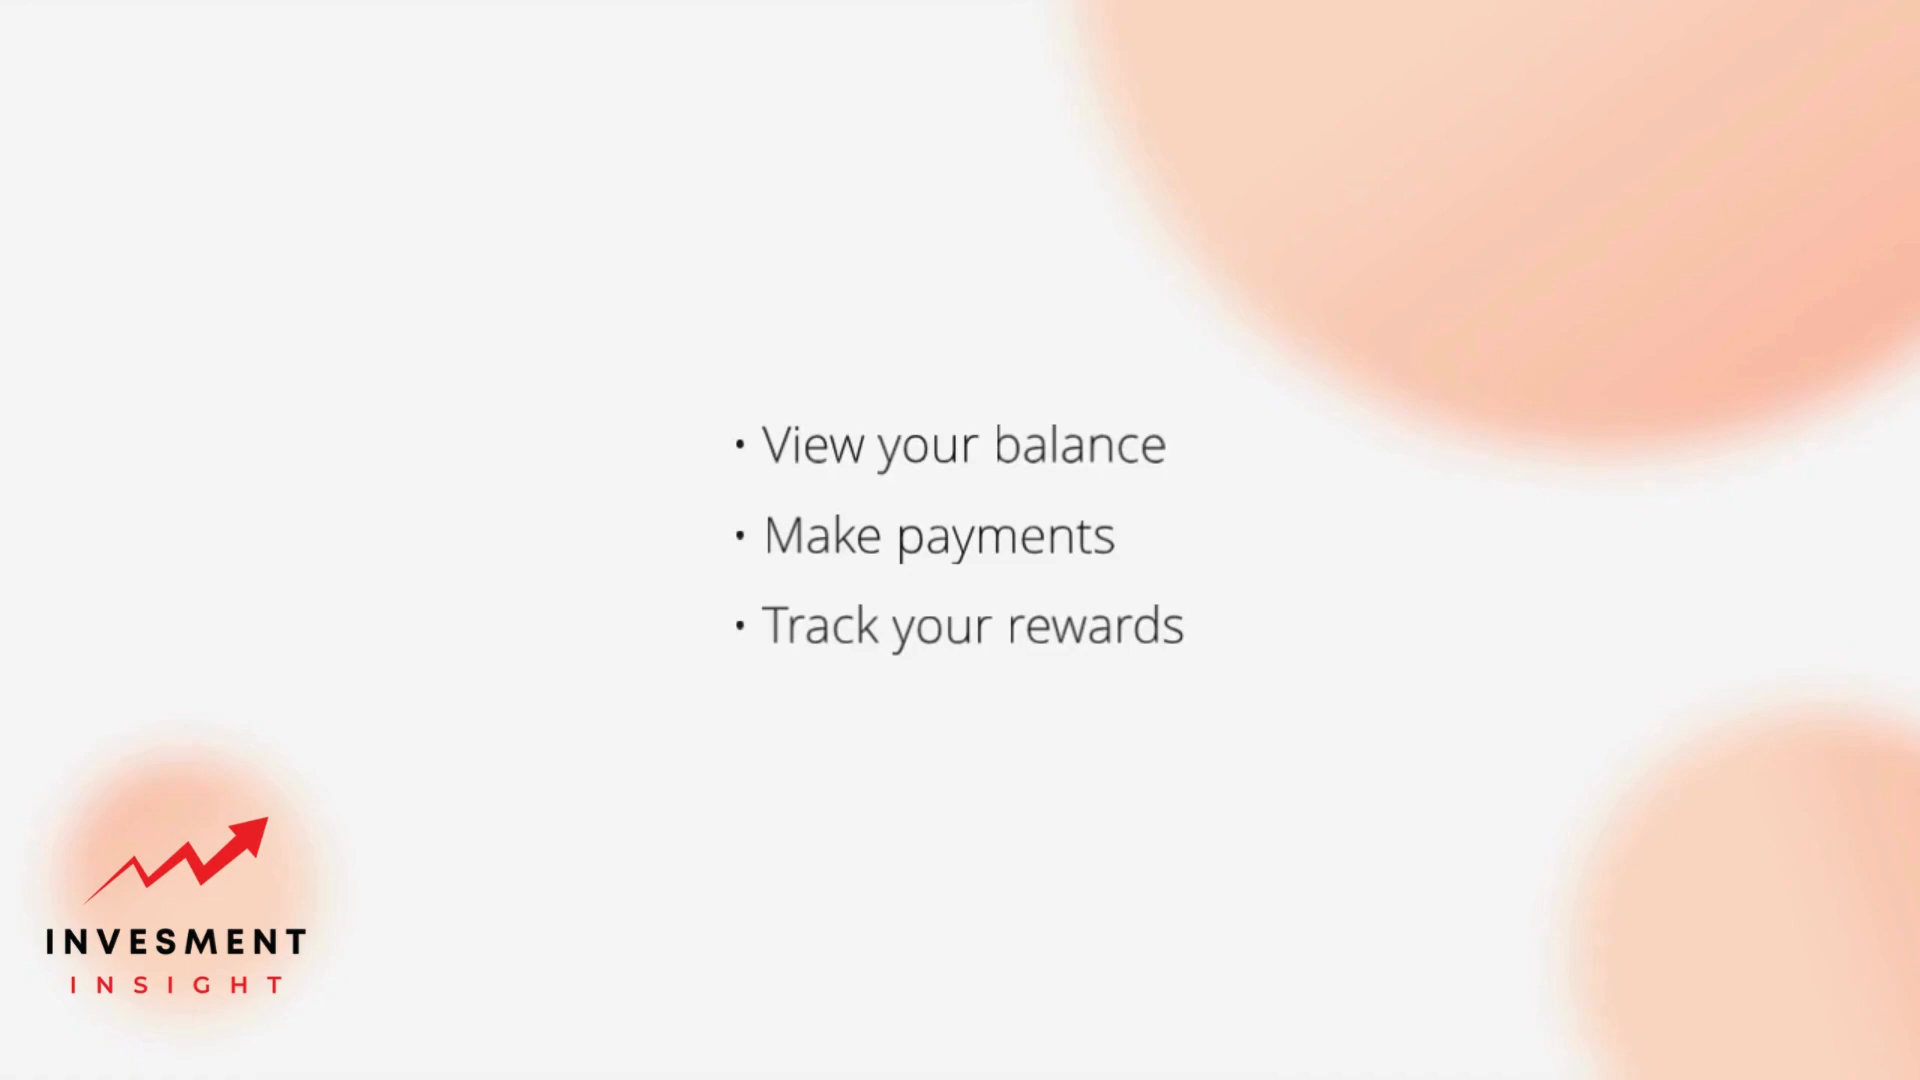 • View your balance
• Make payments
• Track your rewards
INVESMENT
INSIGHT